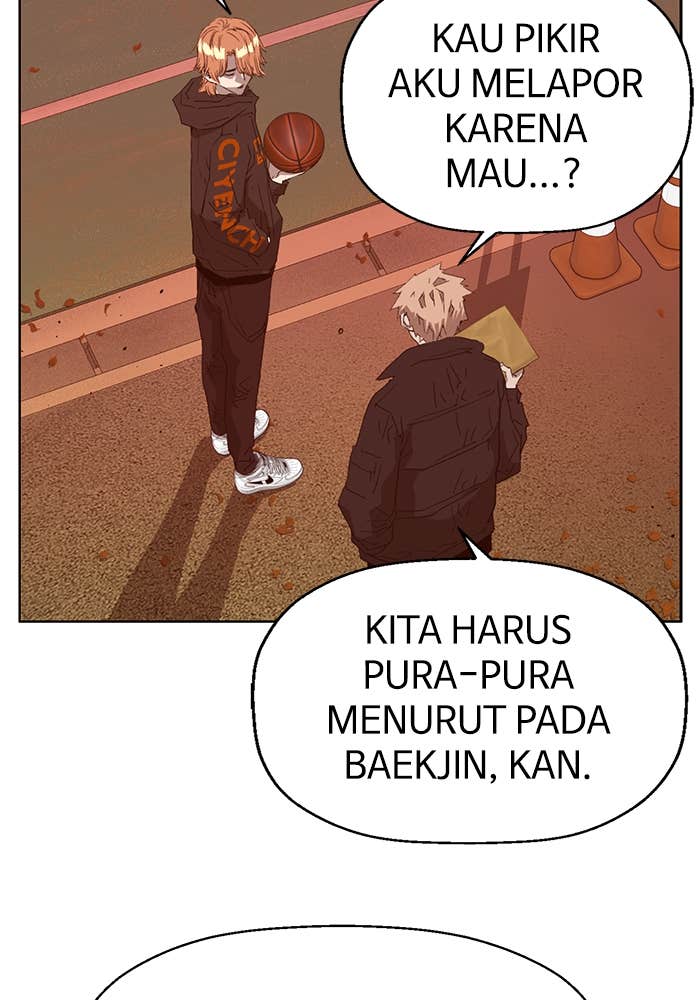 KAU PIKIR
AKU MELAPOR
KARENA
MAU...?
KITA HARUS
PURA-PURA
MENURUT PADA
BAEKJIN, KAN.